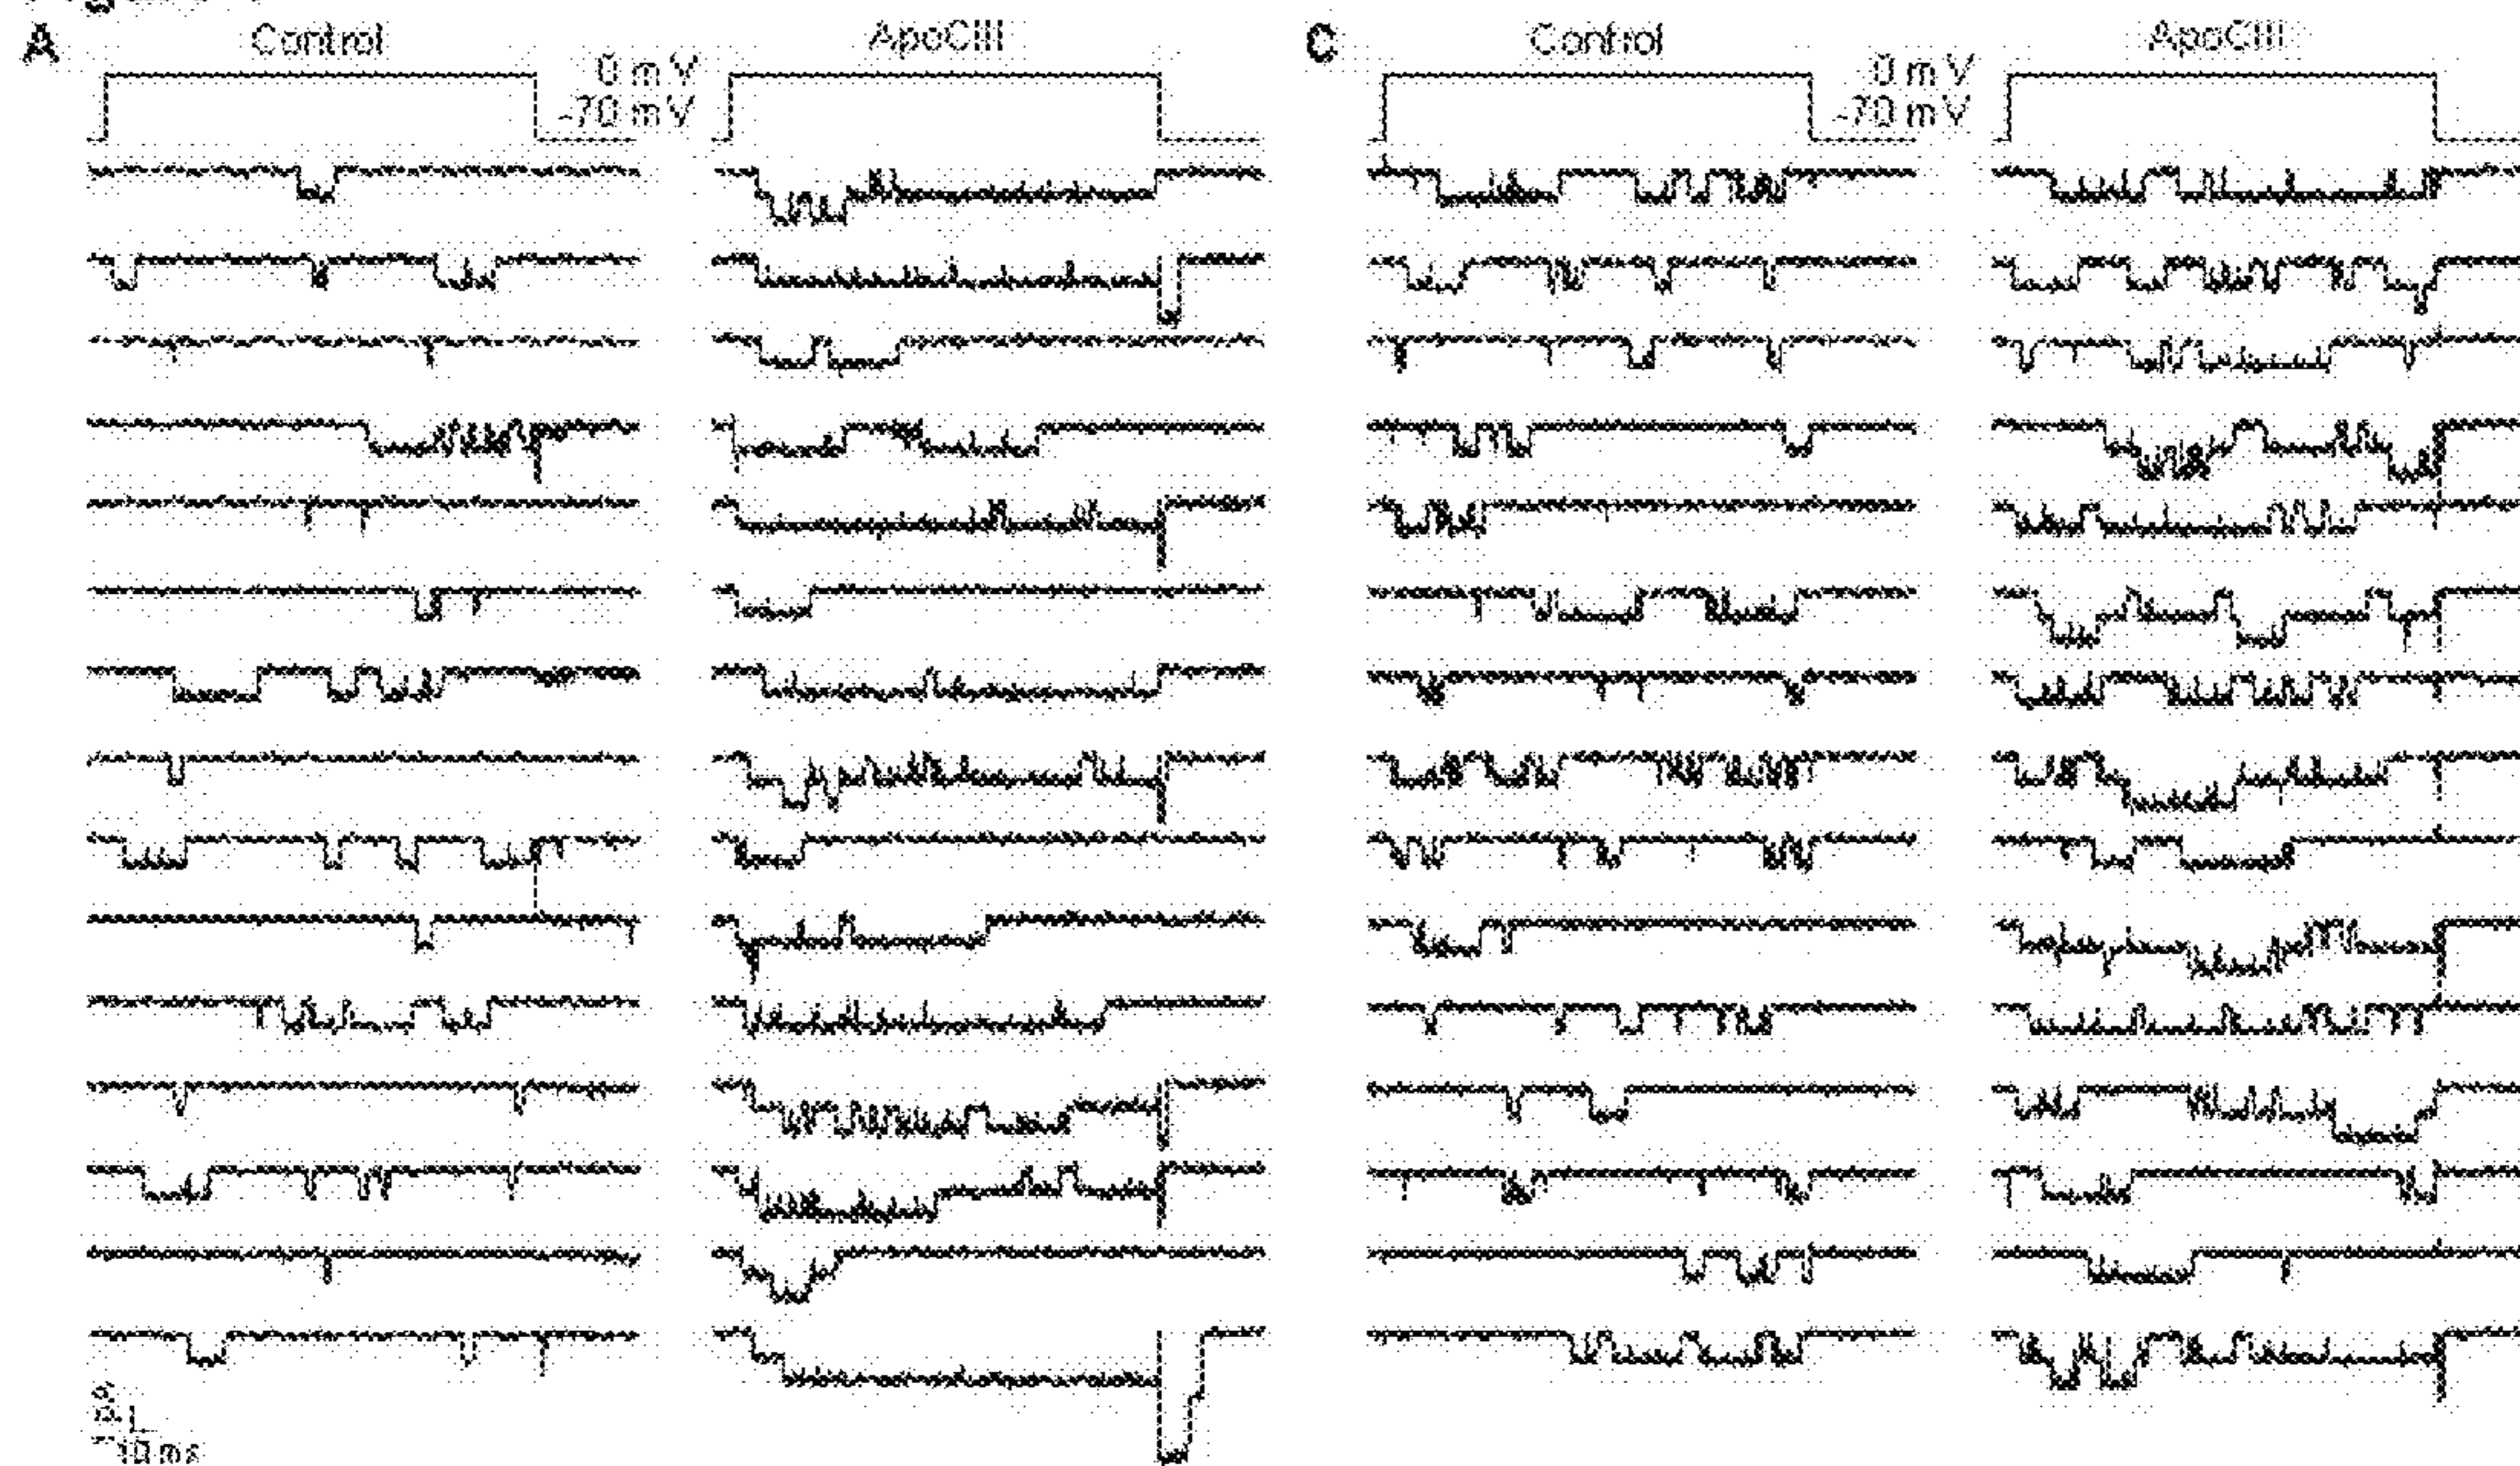 A
Control
ApoCIII
0 mV
-70 mV
C
Control
ApoCIII
0 mV
-70 mV
10 ms